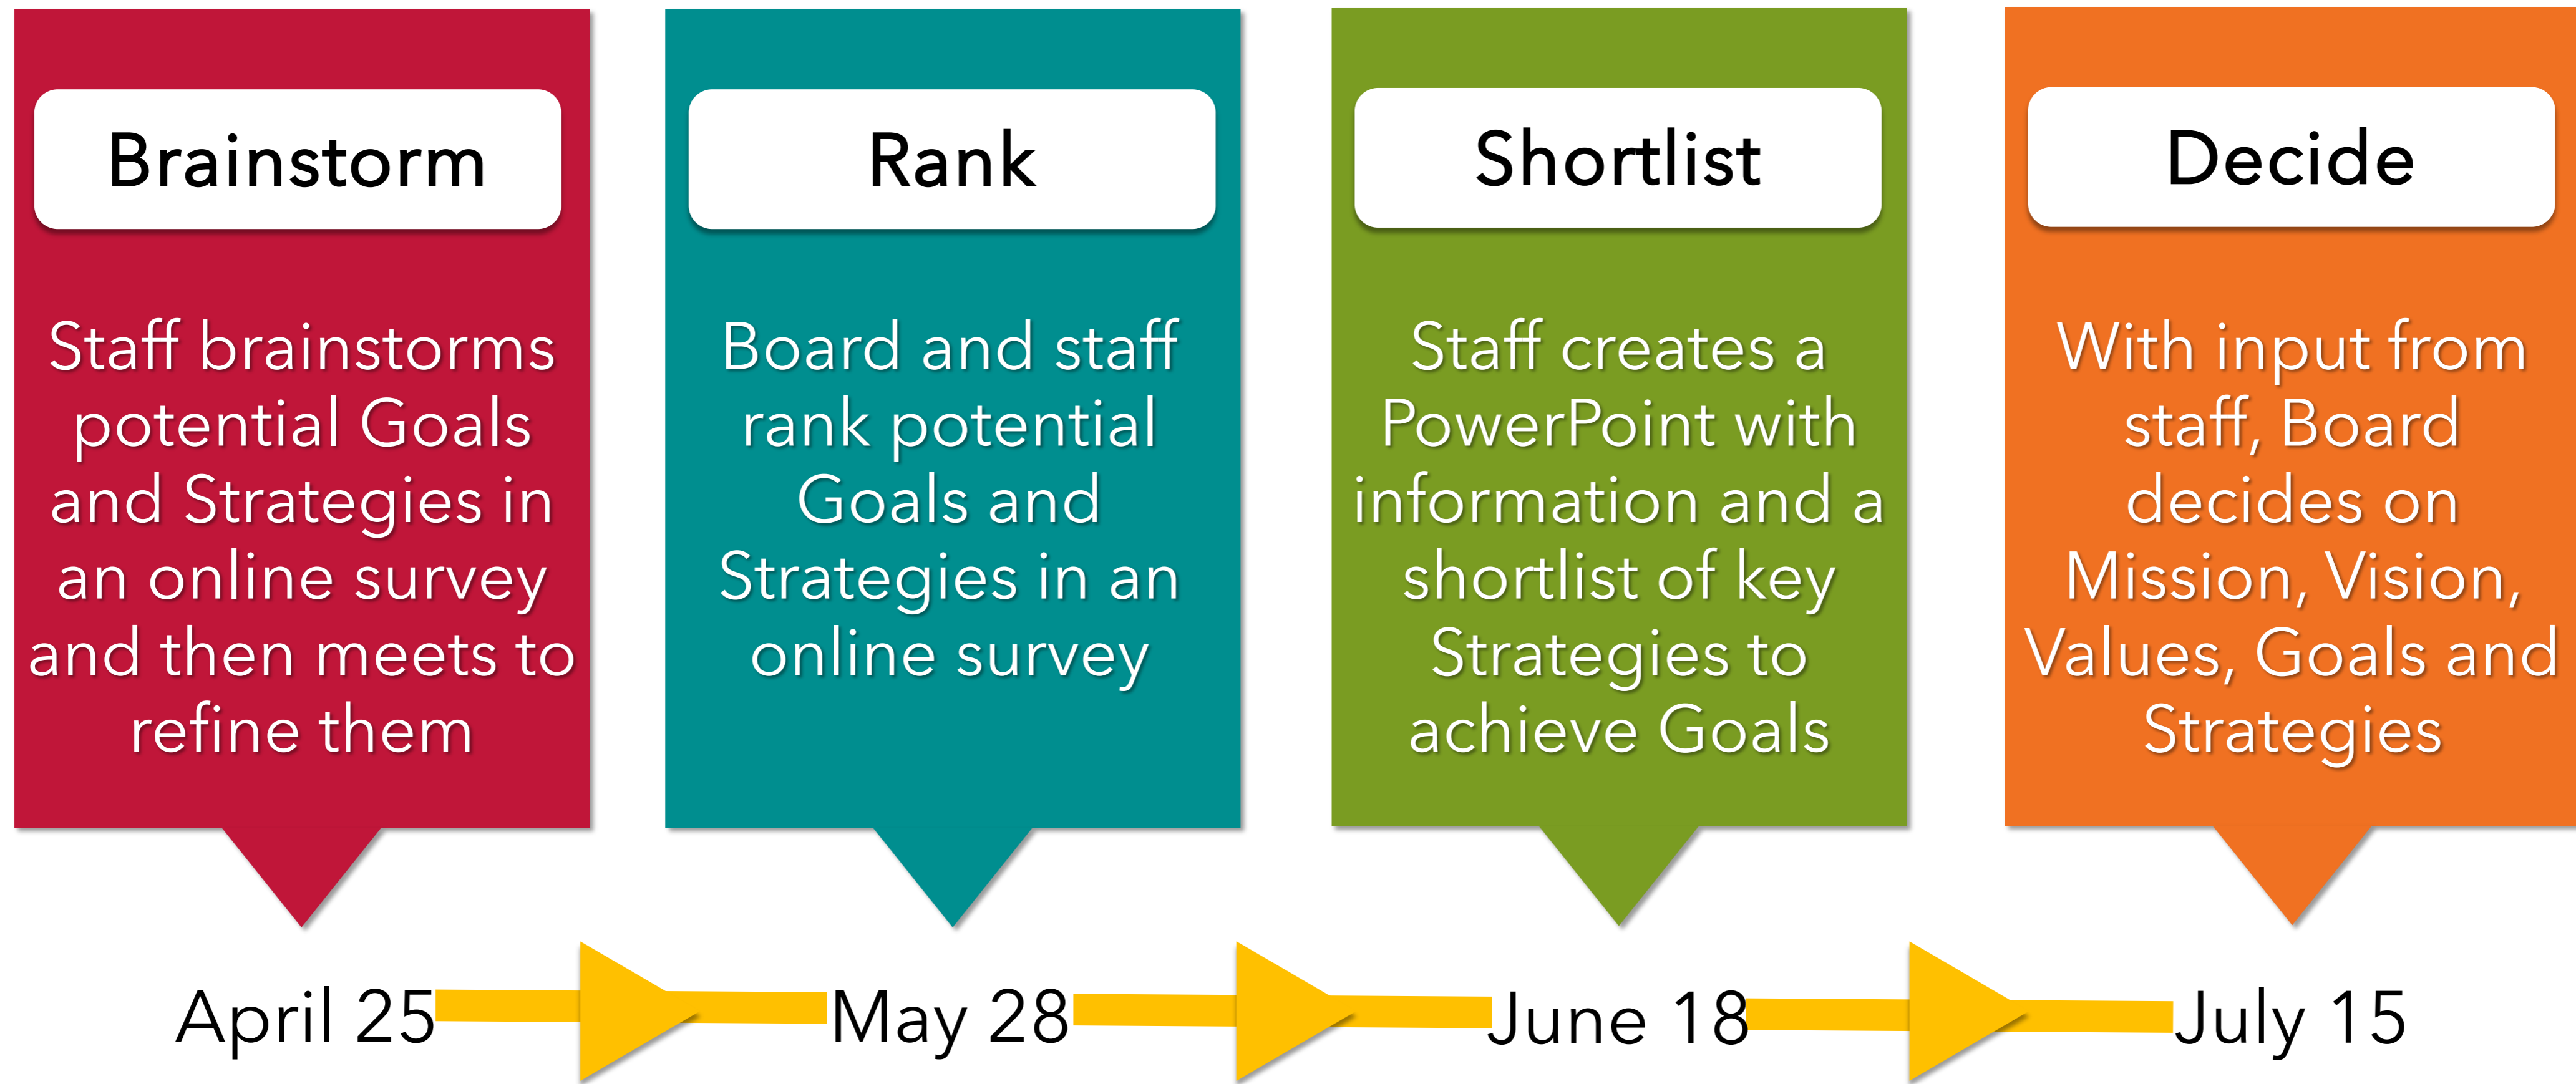 Brainstorm
Staff brainstorms
potential Goals
and Strategies in
an online survey
and then meets to
refine them
Rank
Board and staff
rank potential
Goals and
Strategies in an
online survey
Shortlist
Staff creates a
PowerPoint with
information and a
shortlist of key
Strategies to
achieve Goals
Decide
With input from
staff, Board
decides on
Mission, Vision,
Values, Goals and
Strategies
April 25
May 28
June 18
July 15